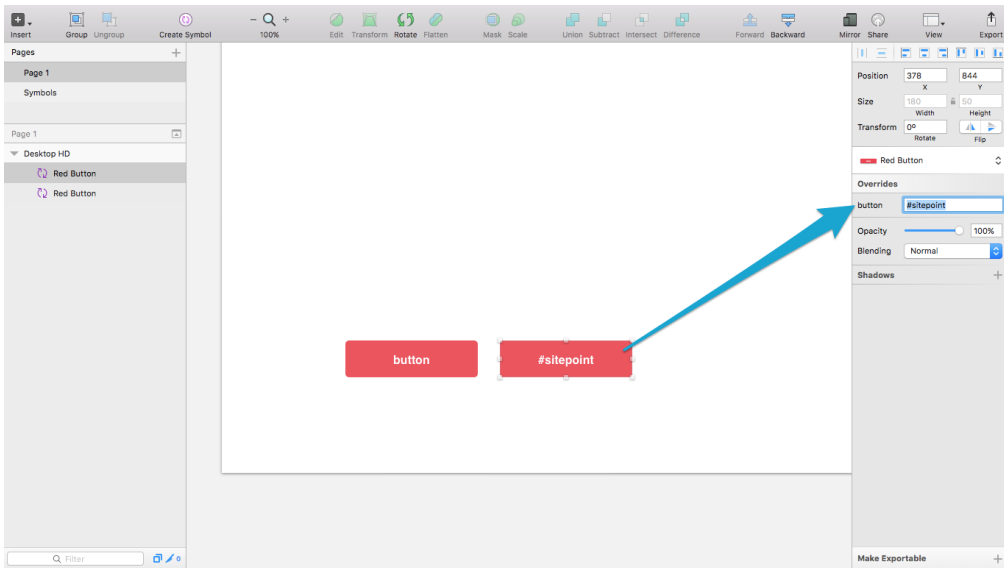 Insert Group Ungroup Create Symbol 100% Edit Transform Rotate Flatten Mask Scale Union Subtract Intersect Difference Forward Backward Mirror Share View Export
Pages
Page 1
Symbols
Page 1
Desktop HD
Red Button
Red Button
Filter
0
button
#sitepoint
Position 378 844
X Y
Size 180 50
Width Height
Transform 0º
Rotate Flip
Red Button
Overrides
button #sitepoint
Opacity 100%
Blending Normal
Shadows
Make Exportable